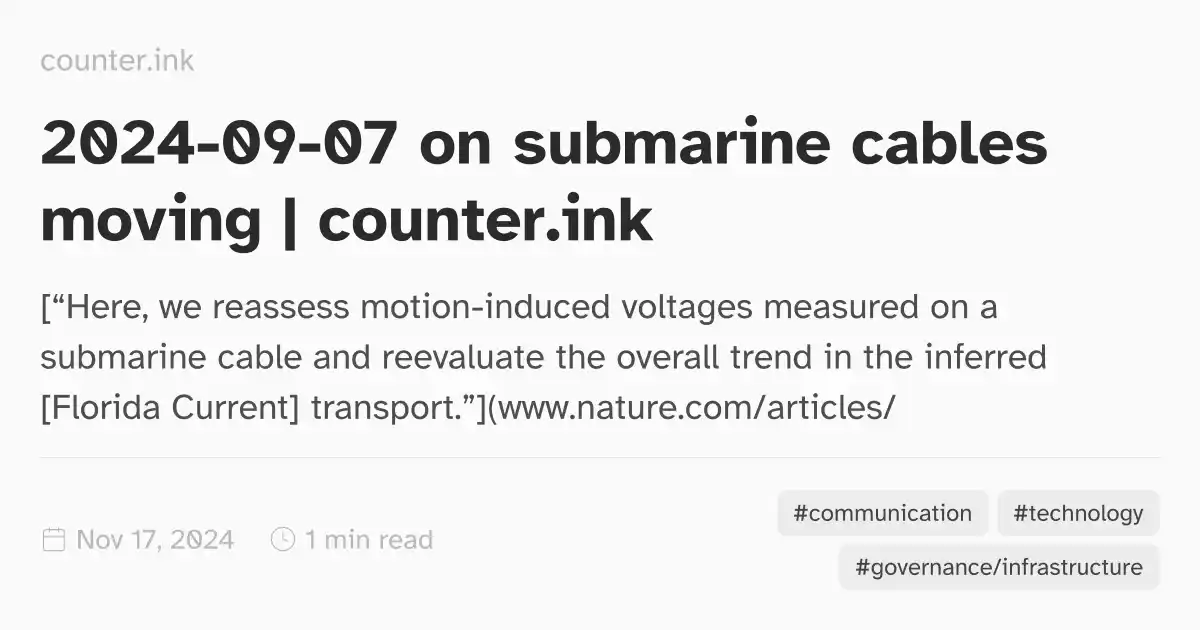 counter.ink
2024-09-07 on submarine cables
moving | counter.ink
[“Here, we reassess motion-induced voltages measured on a
submarine cable and reevaluate the overall trend in the inferred
[Florida Current] transport.”](www.nature.com/articles/
Nov 17, 2024 1 min read
#communication #technology
#governance/infrastructure